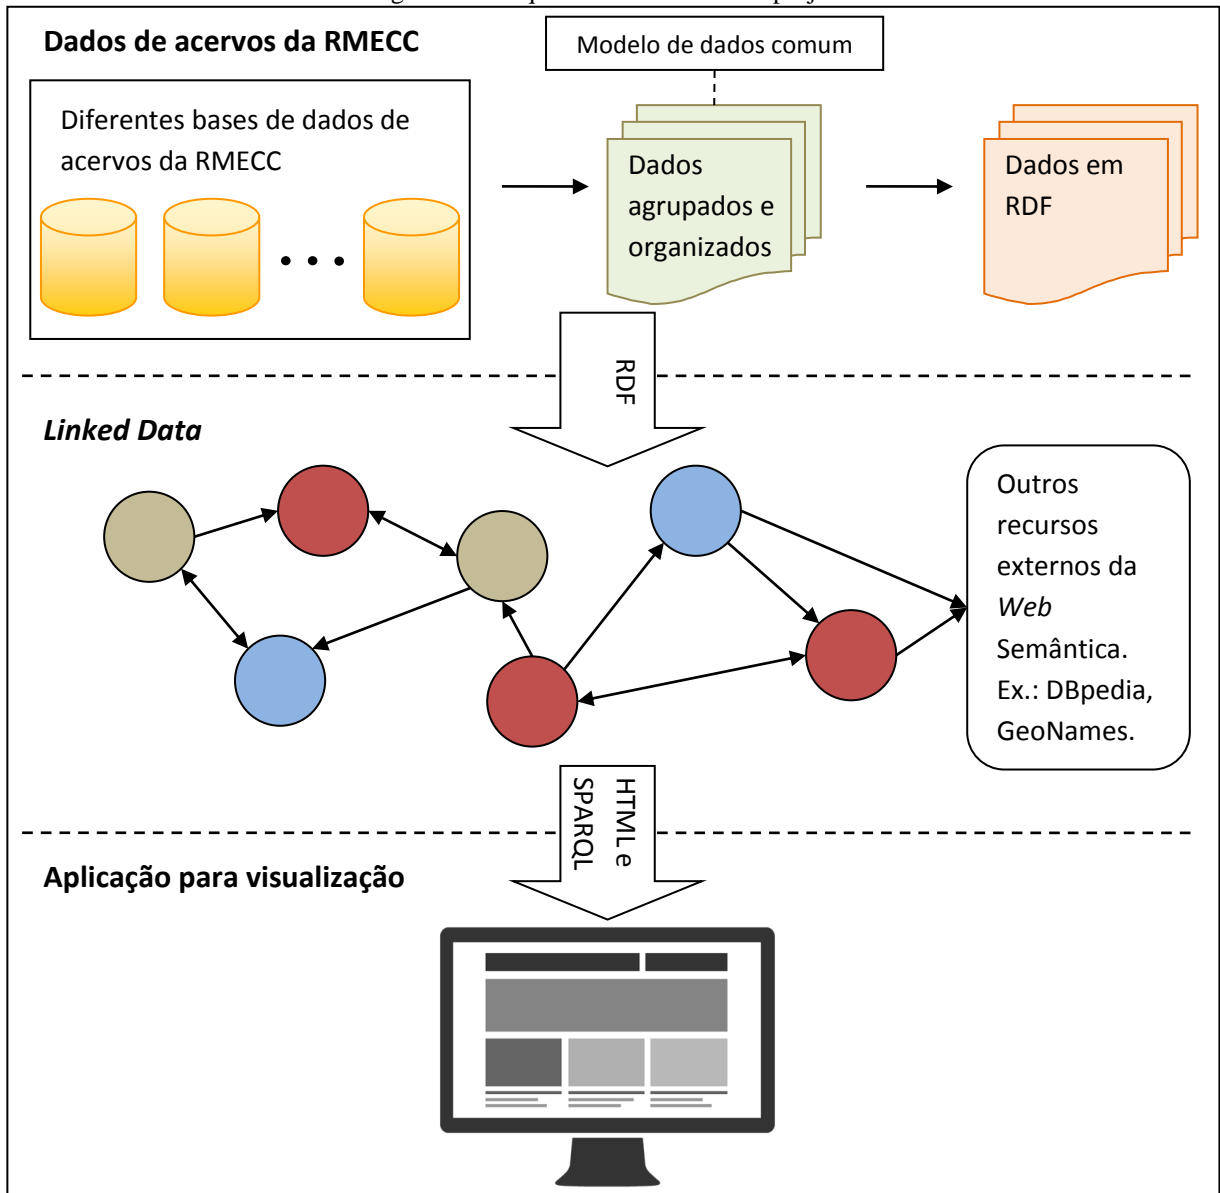 Dados de acervos da RMECC
Modelo de dados comum
Diferentes bases de dados de
acervos da RMECC
Dados
agrupados e
organizados
Dados em
RDF
RDF
Linked Data
Outros
recursos
externos da
Web
Semântica.
Ex.: DBpedia,
GeoNames.
HTML e
SPARQL
Aplicação para visualização